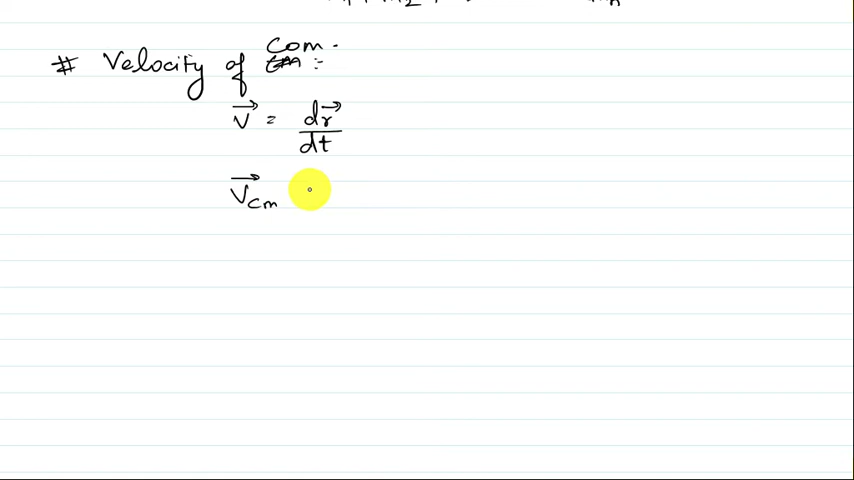 # Velocity of Com. :
v⃗ = dr⃗/dt
v⃗cm